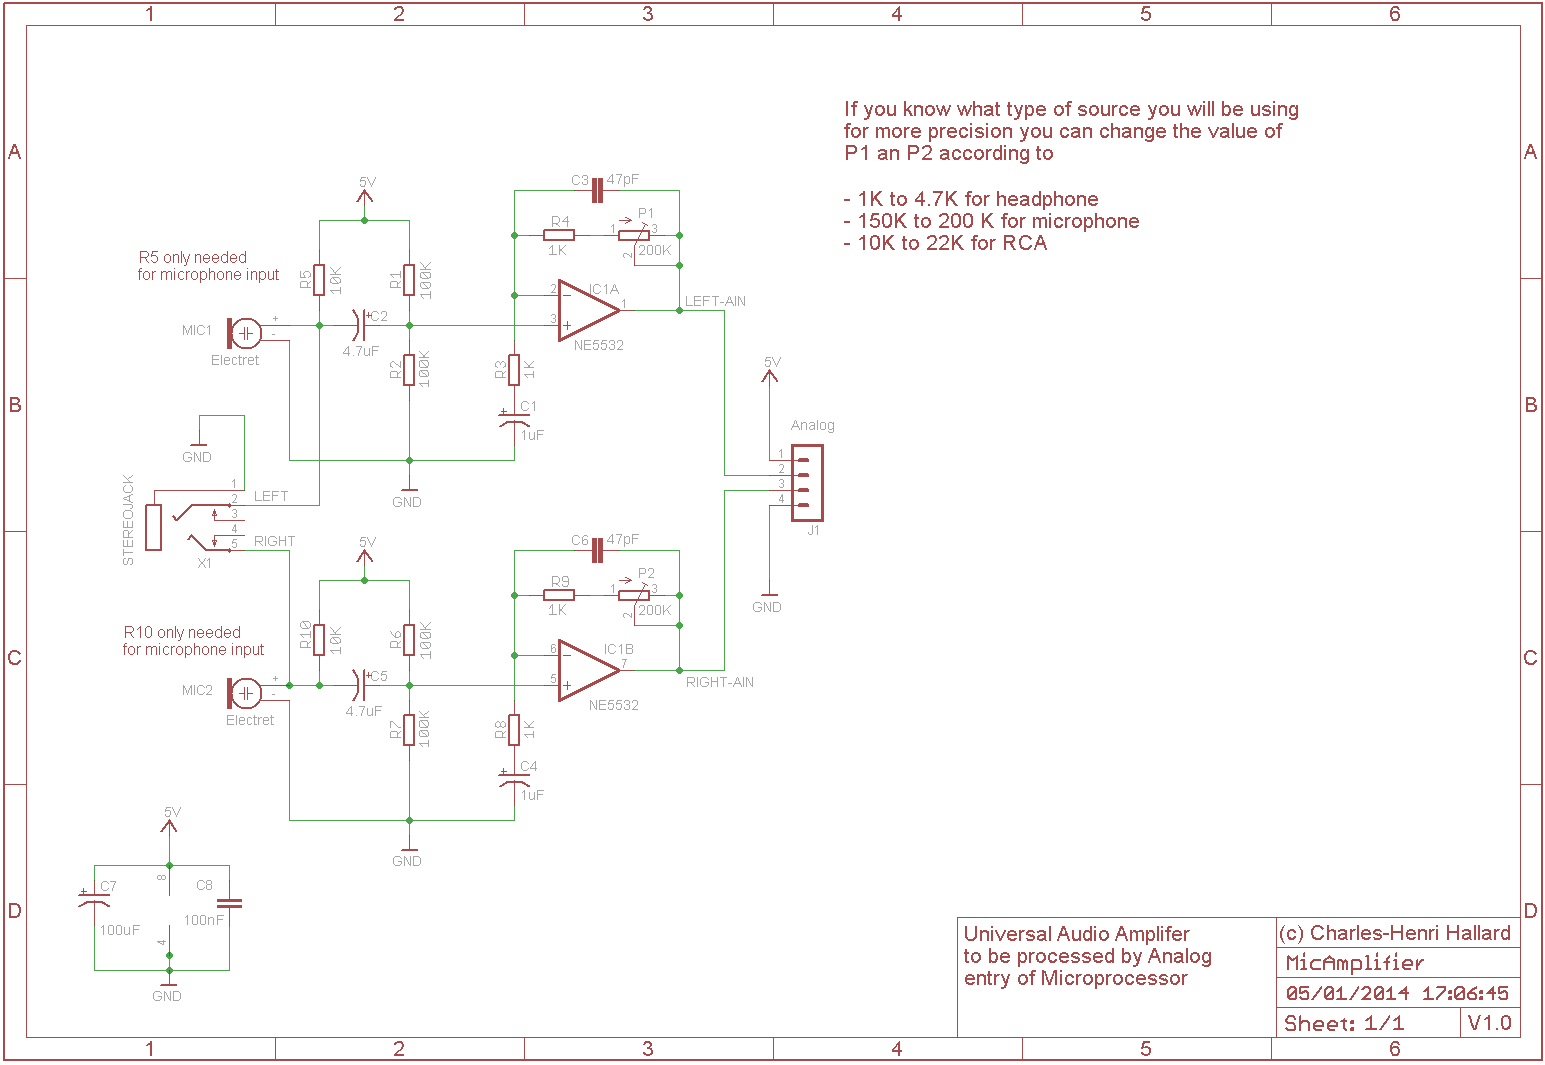 1 2 3 4 5 6
A A
If you know what type of source you will be using
for more precision you can change the value of
P1 an P2 according to
- 1K to 4.7K for headphone
- 150K to 200 K for microphone
- 10K to 22K for RCA
5V
C3 47pF
R4 P1
1 3
1K 2 200K
R5 only needed
for microphone input
R5 10K R1 100K
IC1A
2 -
1 LEFT-AIN
3 +
NE5532
MIC1 + -
Electret
+ C2
4.7uF
R2 100K
R3 1K
+ C1
1uF
5V
B B
Analog
GND
1
2
3
4
J1
GND
STEREOJACK
1
2 LEFT
3
4
5 RIGHT
X1
GND
5V
C6 47pF
R9 P2
1 3
1K 2 200K
GND
R10 only needed
for microphone input
R10 10K R6 100K
IC1B
6 -
7
5 +
RIGHT-AIN
NE5532
C C
MIC2 + -
Electret
+ C5
4.7uF
R7 100K
R8 1K
+ C4
1uF
GND
5V
+ C7
100uF
8
4
C8
100nF
GND
D D
Universal Audio Amplifer
to be processed by Analog
entry of Microprocessor
(c) Charles-Henri Hallard
MicAmplifier
05/01/2014 17:06:45
Sheet: 1/1 V1.0
1 2 3 4 5 6